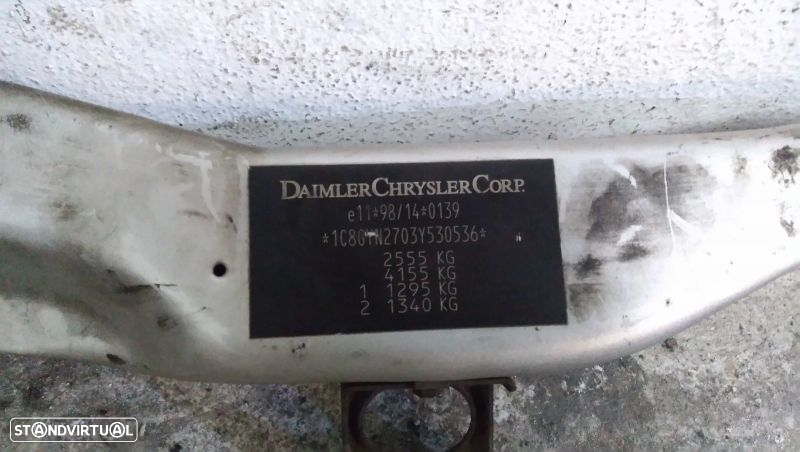 DAIMLERCHRYSLER CORP.
e11*98/14*0139
*1C8GYN2703Y530536*
2555 KG
4155 KG
1 1295 KG
2 1340 KG
STANDVIRTUAL